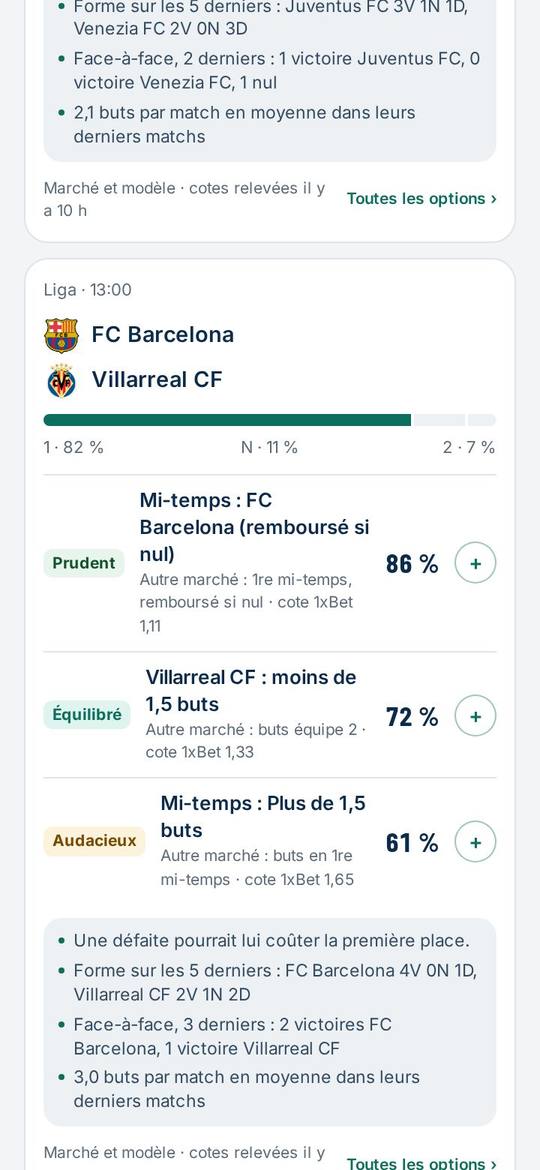 Forme sur les 5 derniers : Juventus FC 3V 1N 1D,
Venezia FC 2V 0N 3D
Face-à-face, 2 derniers : 1 victoire Juventus FC, 0
victoire Venezia FC, 1 nul
2,1 buts par match en moyenne dans leurs
derniers matchs
Marché et modèle · cotes relevées il y
a 10 h
Toutes les options ›
Liga · 13:00
FC Barcelona
Villarreal CF
1 · 82 %
N · 11 %
2 · 7 %
Mi-temps : FC
Barcelona (remboursé si
nul)
Prudent
86 %
+
Autre marché : 1re mi-temps,
remboursé si nul · cote 1xBet
1,11
Villarreal CF : moins de
1,5 buts
Équilibré
72 %
+
Autre marché : buts équipe 2 ·
cote 1xBet 1,33
Mi-temps : Plus de 1,5
buts
Audacieux
61 %
+
Autre marché : buts en 1re
mi-temps · cote 1xBet 1,65
Une défaite pourrait lui coûter la première place.
Forme sur les 5 derniers : FC Barcelona 4V 0N 1D,
Villarreal CF 2V 1N 2D
Face-à-face, 3 derniers : 2 victoires FC
Barcelona, 1 victoire Villarreal CF
3,0 buts par match en moyenne dans leurs
derniers matchs
Marché et modèle · cotes relevées il y
Toutes les options ›